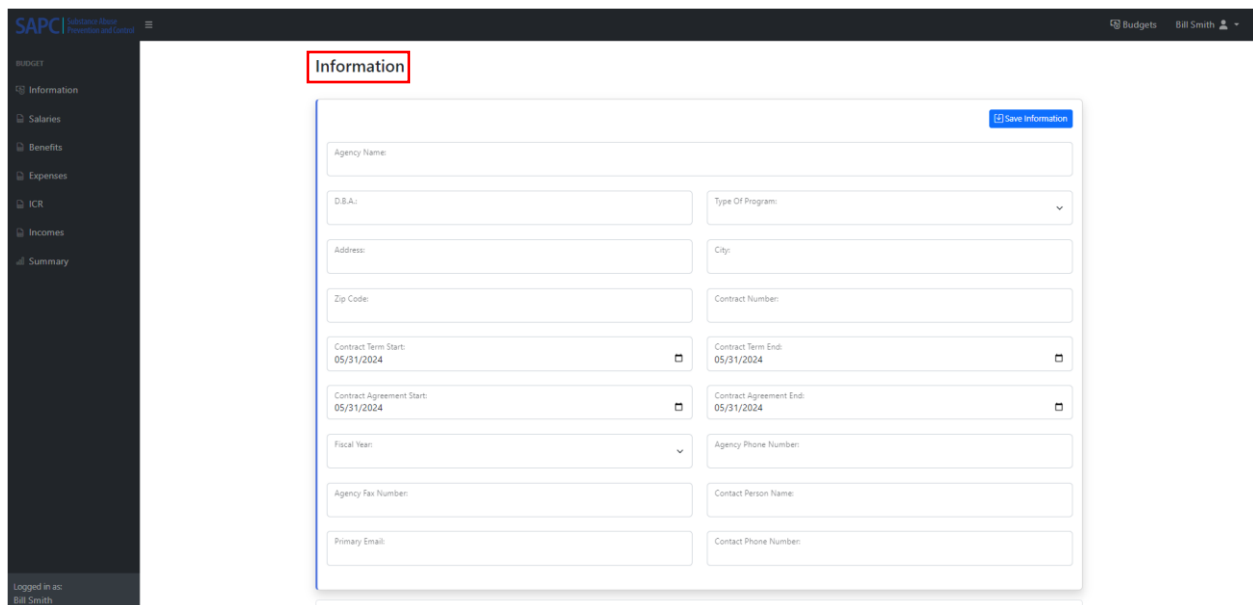 SAPC Substance Abuse Prevention and Control
Budgets Bill Smith
BUDGET
Information
Salaries
Benefits
Expenses
ICR
Incomes
Summary
Logged in as:
Bill Smith
Information
Save Information
Agency Name:
D.B.A.: Type Of Program:
Address: City:
Zip Code: Contract Number:
Contract Term Start: Contract Term End:
05/31/2024 05/31/2024
Contract Agreement Start: Contract Agreement End:
05/31/2024 05/31/2024
Fiscal Year: Agency Phone Number:
Agency Fax Number: Contact Person Name:
Primary Email: Contact Phone Number: